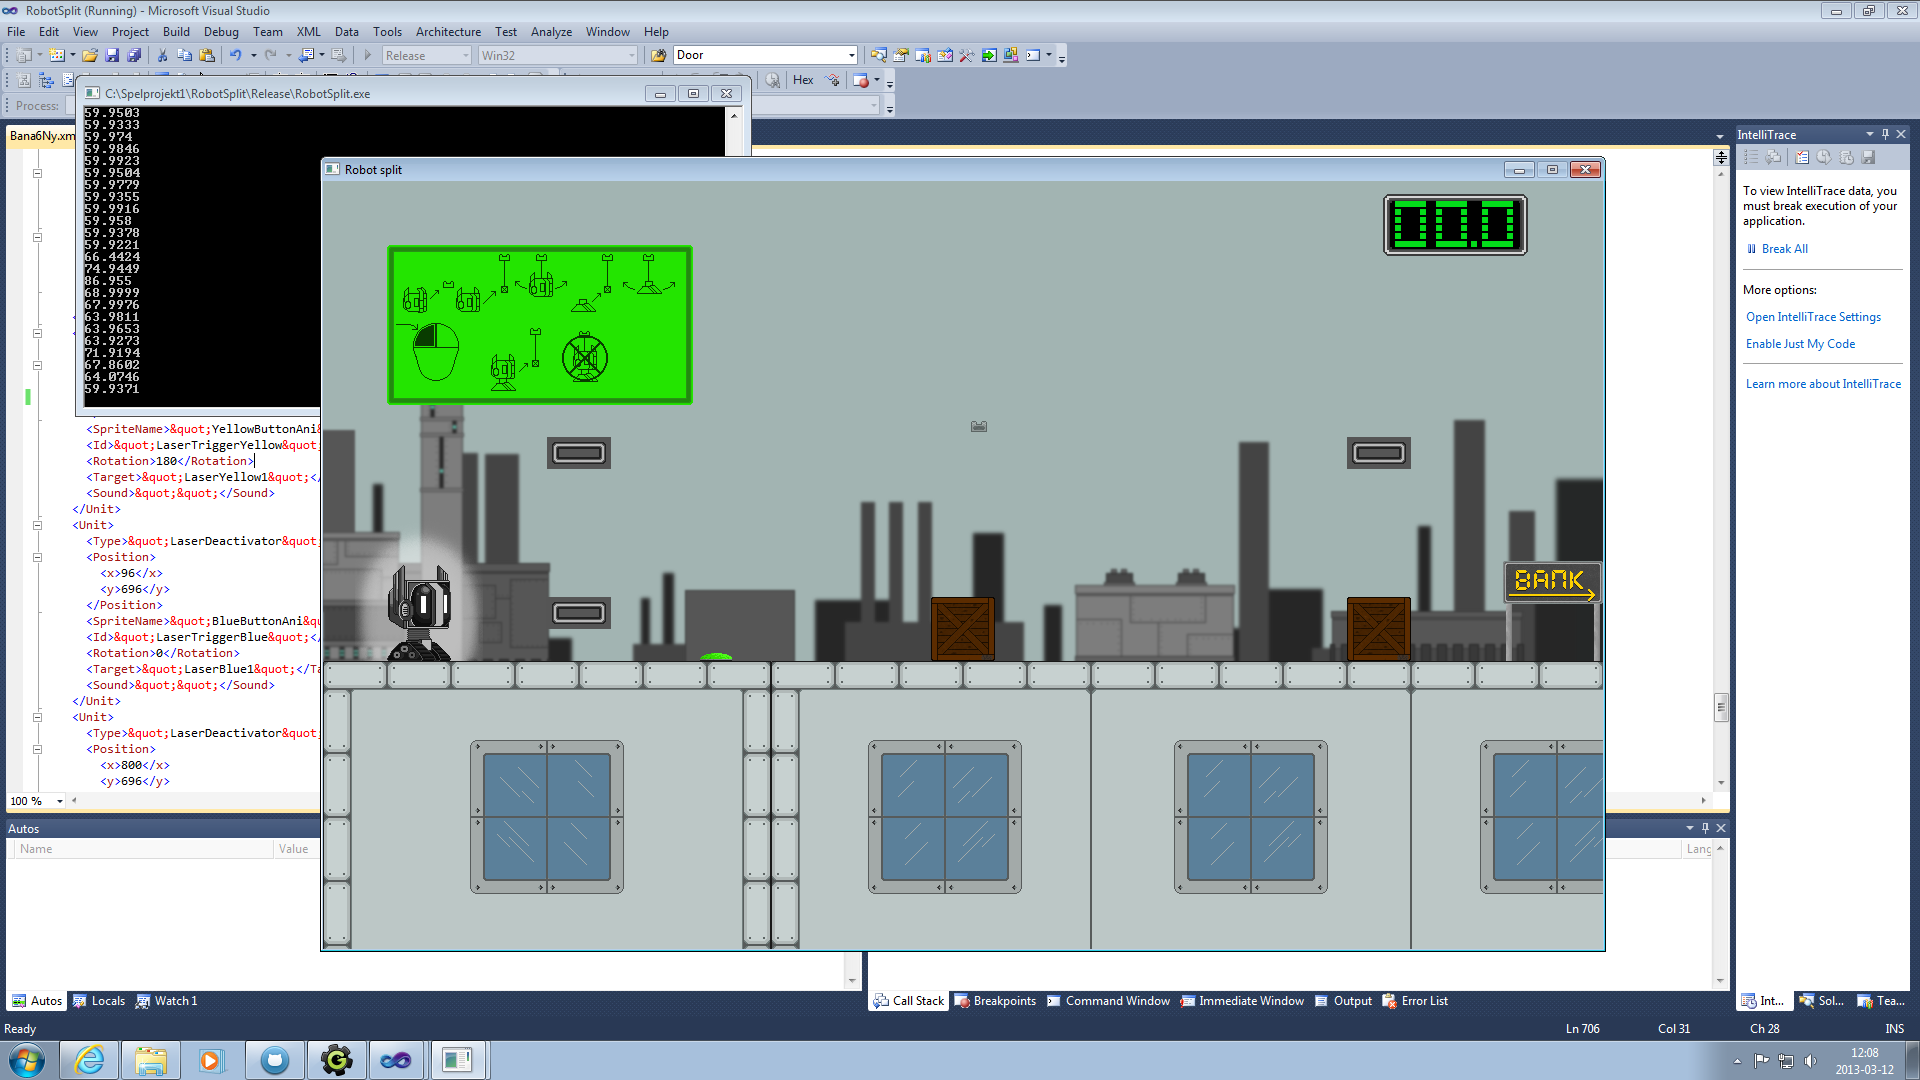 RobotSplit (Running) - Microsoft Visual Studio
File Edit View Project Build Debug Team XML Data Tools Architecture Test Analyze Window Help
Release Win32 Door
Hex
Process:
C:\Spelprojekt1\RobotSplit\Release\RobotSplit.exe
59.9503
59.9333
59.974
59.9846
59.9923
59.9504
59.9779
59.9355
59.9916
59.958
59.9378
59.9221
66.4424
74.9449
86.955
68.9999
67.9976
63.9811
63.9653
63.9273
71.9194
67.8602
64.0746
59.9371
Bana6Ny.xm
<SpriteName>&quot;YellowButtonAni&
<Id>&quot;LaserTriggerYellow&quot;
<Rotation>180</Rotation>
<Target>&quot;LaserYellow1&quot;</
<Sound>&quot;&quot;</Sound>
</Unit>
<Unit>
<Type>&quot;LaserDeactivator&quot;
<Position>
<x>96</x>
<y>696</y>
</Position>
<SpriteName>&quot;BlueButtonAni&qu
<Id>&quot;LaserTriggerBlue&quot;</
<Rotation>0</Rotation>
<Target>&quot;LaserBlue1&quot;</Ta
<Sound>&quot;&quot;</Sound>
</Unit>
<Unit>
<Type>&quot;LaserDeactivator&quot;
<Position>
<x>800</x>
<y>696</y>
100 %
Robot split
00.0
BANK
IntelliTrace
To view IntelliTrace data, you
must break execution of your
application.
Break All
More options:
Open IntelliTrace Settings
Enable Just My Code
Learn more about IntelliTrace
Autos
Name Value
Lang
Autos Locals Watch 1
Call Stack Breakpoints Command Window Immediate Window Output Error List
Int... Sol... Tea...
Ready Ln 706 Col 31 Ch 28 INS
12:08
2013-03-12